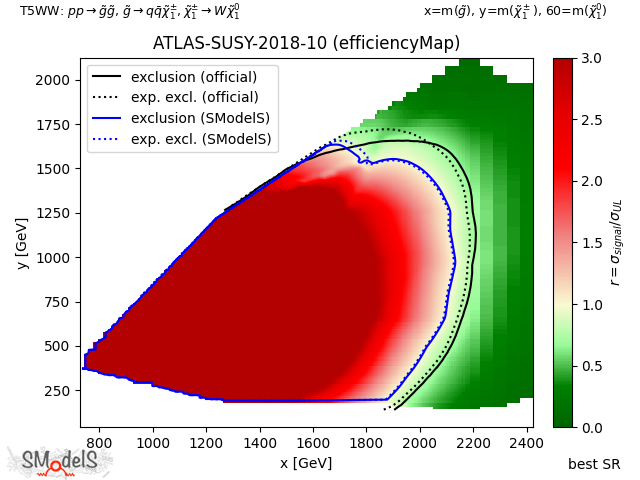 T5WW: pp → g̃g̃, g̃ → qq̄χ̃₁±, χ̃₁± → Wχ̃₁⁰ x=m(g̃), y=m(χ̃₁±), 60=m(χ̃₁⁰)
ATLAS-SUSY-2018-10 (efficiencyMap)
exclusion (official)
exp. excl. (official)
exclusion (SModelS)
exp. excl. (SModelS)
2000
1750
1500
1250
1000
750
500
250
y [GeV]
800 1000 1200 1400 1600 1800 2000 2200 2400
x [GeV]
3.0
2.5
2.0
1.5
1.0
0.5
0.0
r = σsignal/σUL
best SR
SModelS